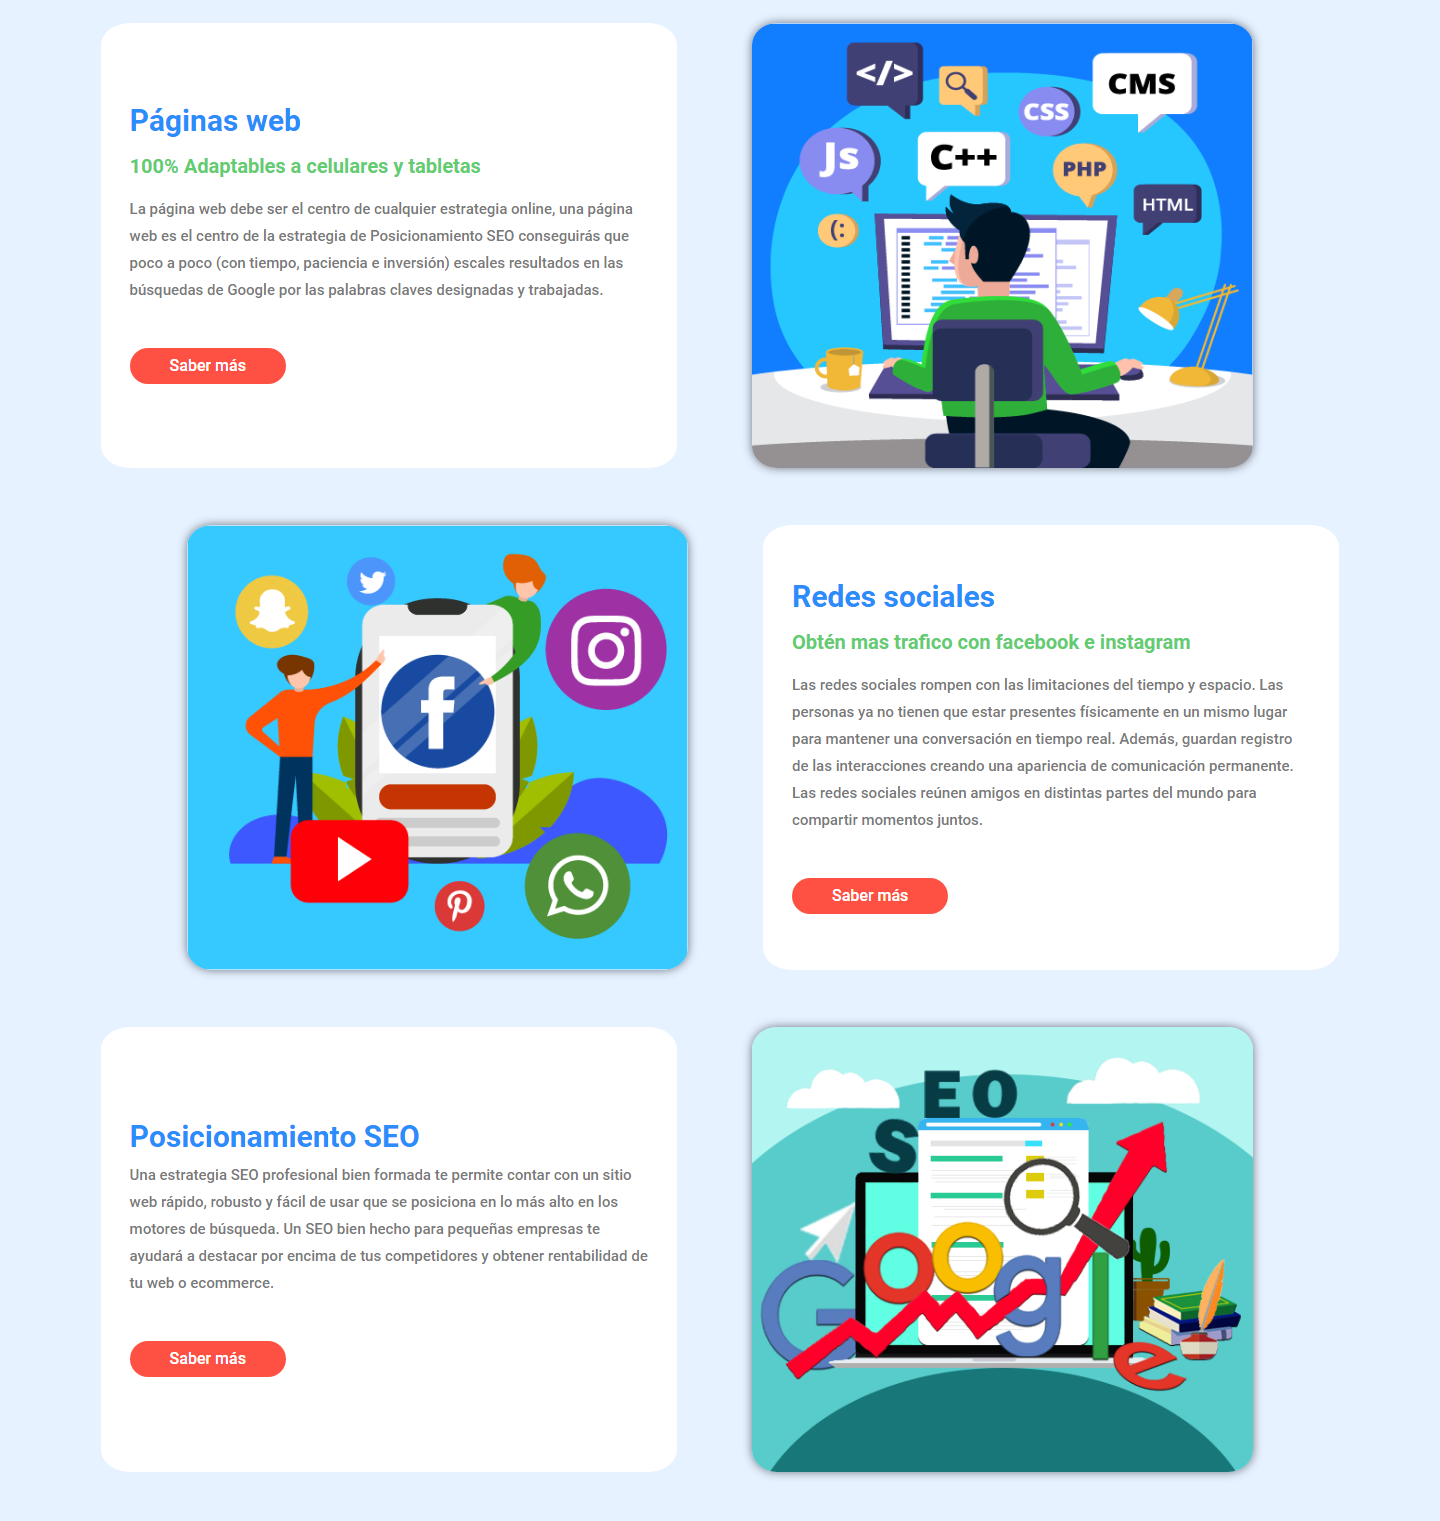 Páginas web
100% Adaptables a celulares y tabletas
La página web debe ser el centro de cualquier estrategia online, una página
web es el centro de la estrategia de Posicionamiento SEO conseguirás que
poco a poco (con tiempo, paciencia e inversión) escales resultados en las
búsquedas de Google por las palabras claves designadas y trabajadas.
Saber más
</>
CMS
CSS
Js
C++
PHP
HTML
(:
f
Redes sociales
Obtén mas trafico con facebook e instagram
Las redes sociales rompen con las limitaciones del tiempo y espacio. Las
personas ya no tienen que estar presentes físicamente en un mismo lugar
para mantener una conversación en tiempo real. Además, guardan registro
de las interacciones creando una apariencia de comunicación permanente.
Las redes sociales reúnen amigos en distintas partes del mundo para
compartir momentos juntos.
Saber más
Posicionamiento SEO
Una estrategia SEO profesional bien formada te permite contar con un sitio
web rápido, robusto y fácil de usar que se posiciona en lo más alto en los
motores de búsqueda. Un SEO bien hecho para pequeñas empresas te
ayudará a destacar por encima de tus competidores y obtener rentabilidad de
tu web o ecommerce.
Saber más
SEO
Google